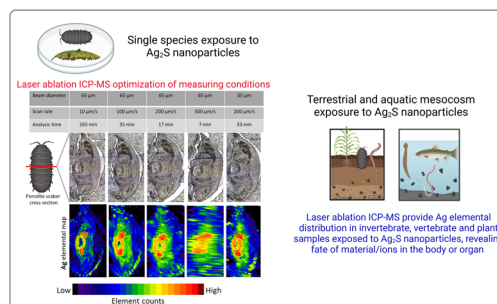 Single species exposure to
Ag₂S nanoparticles
Laser ablation ICP-MS optimization of measuring conditions
Beam diameter 65 µm 65 µm 65 µm 65 µm 35 µm
Scan rate 10 µm/s 100 µm/s 200 µm/s 500 µm/s 200 µm/s
Analysis time 265 min 35 min 17 min 7 min 33 min
Porcellio scaber
cross section
Ag elemental map
Low High
Element counts
Terrestrial and aquatic mesocosm
exposure to Ag₂S nanoparticles
Laser ablation ICP-MS provide Ag elemental
distribution in invertebrate, vertebrate and plant
samples exposed to Ag₂S nanoparticles, revealin
fate of material/ions in the body or organ